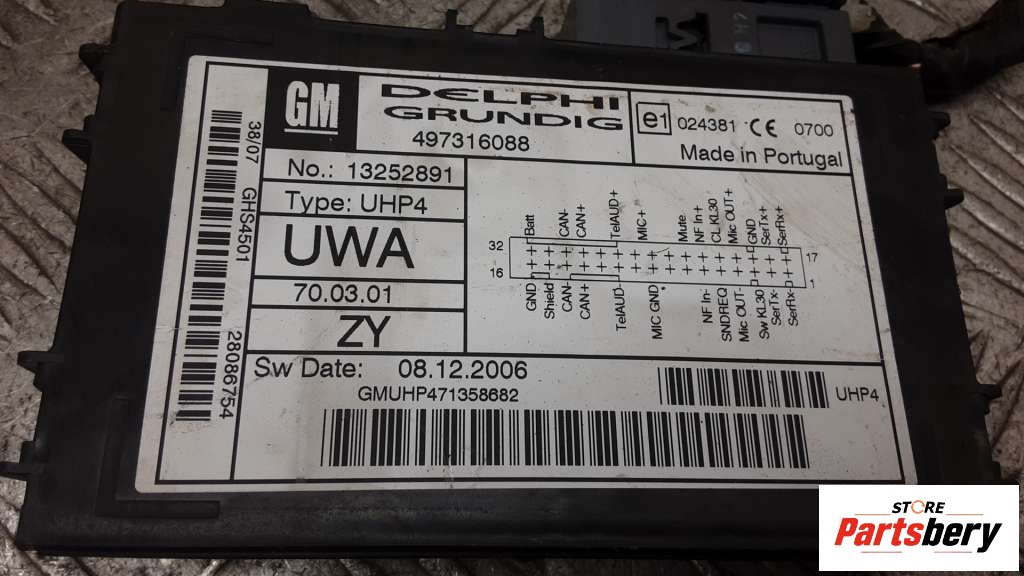 GM
DELPHI
GRUNDIG
497316088
e1 024381 CE 0700
Made in Portugal
38/07 GHS4501 28086754
No.: 13252891
Type: UHP4
UWA
70.03.01
ZY
Batt CAN- CAN+ TelAUD+ MIC+ Mute NF In+ CL KL30 Mic OUT+ GND SerTx+ SerRx+
32 17
16 1
GND Shield CAN- CAN+ TelAUD- MIC GND NF In- SNDREQ Mic OUT- Sw KL30 SerTx- SerRx-
Sw Date: 08.12.2006
GMUHP471358682
UHP4
STORE
Partsbery